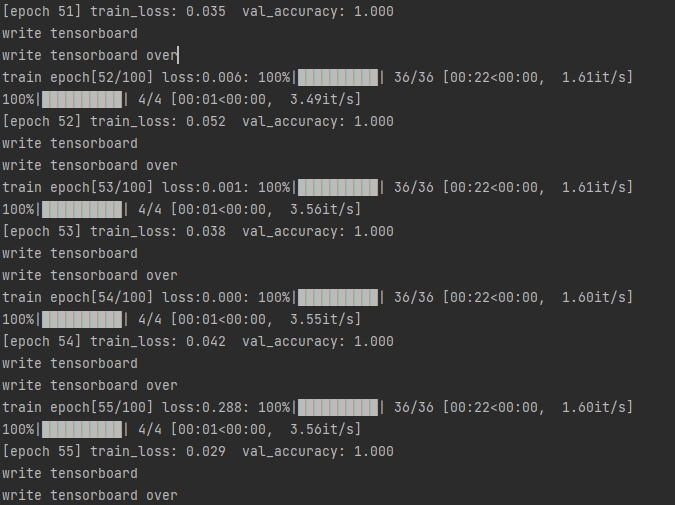 [epoch 51] train_loss: 0.035  val_accuracy: 1.000
write tensorboard
write tensorboard over
train epoch[52/100] loss:0.006: 100%|██████████| 36/36 [00:22<00:00,  1.61it/s]
100%|██████████| 4/4 [00:01<00:00,  3.49it/s]
[epoch 52] train_loss: 0.052  val_accuracy: 1.000
write tensorboard
write tensorboard over
train epoch[53/100] loss:0.001: 100%|██████████| 36/36 [00:22<00:00,  1.61it/s]
100%|██████████| 4/4 [00:01<00:00,  3.56it/s]
[epoch 53] train_loss: 0.038  val_accuracy: 1.000
write tensorboard
write tensorboard over
train epoch[54/100] loss:0.000: 100%|██████████| 36/36 [00:22<00:00,  1.60it/s]
100%|██████████| 4/4 [00:01<00:00,  3.55it/s]
[epoch 54] train_loss: 0.042  val_accuracy: 1.000
write tensorboard
write tensorboard over
train epoch[55/100] loss:0.288: 100%|██████████| 36/36 [00:22<00:00,  1.60it/s]
100%|██████████| 4/4 [00:01<00:00,  3.56it/s]
[epoch 55] train_loss: 0.029  val_accuracy: 1.000
write tensorboard
write tensorboard over